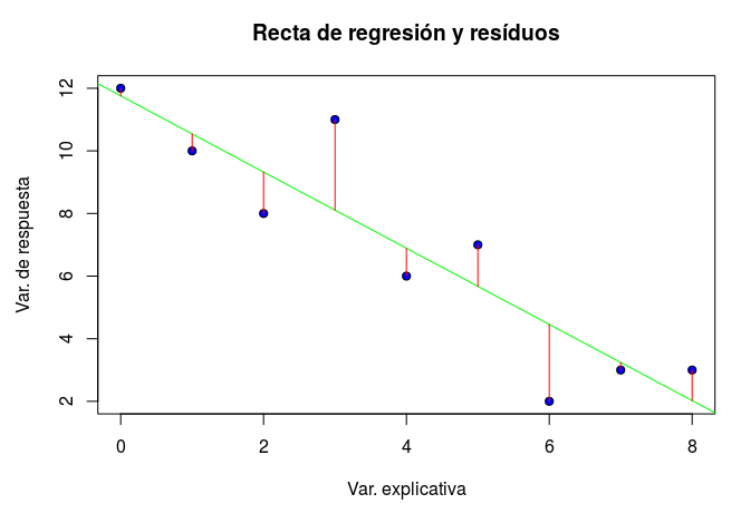 Recta de regresión y resíduos
12
10
8
6
4
2
Var. de respuesta
0 2 4 6 8
Var. explicativa